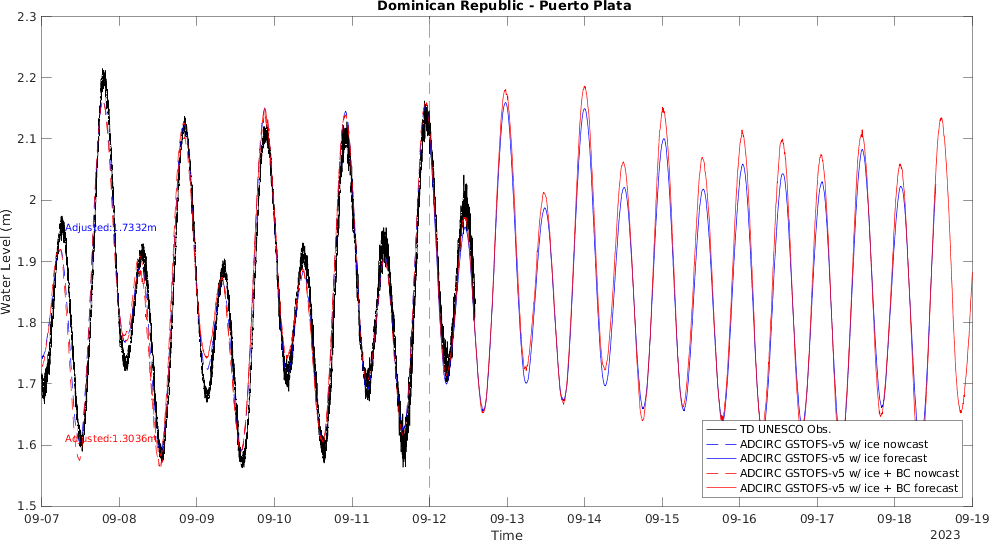 Dominican Republic - Puerto Plata
2.3
2.2
2.1
2
1.9
1.8
1.7
1.6
1.5
Water Level (m)
Adjusted:1.7332m
Adjusted:1.3036m
TD UNESCO Obs.
ADCIRC GSTOFS-v5 w/ ice nowcast
ADCIRC GSTOFS-v5 w/ ice forecast
ADCIRC GSTOFS-v5 w/ ice + BC nowcast
ADCIRC GSTOFS-v5 w/ ice + BC forecast
09-07 09-08 09-09 09-10 09-11 09-12 09-13 09-14 09-15 09-16 09-17 09-18 09-19
Time
2023